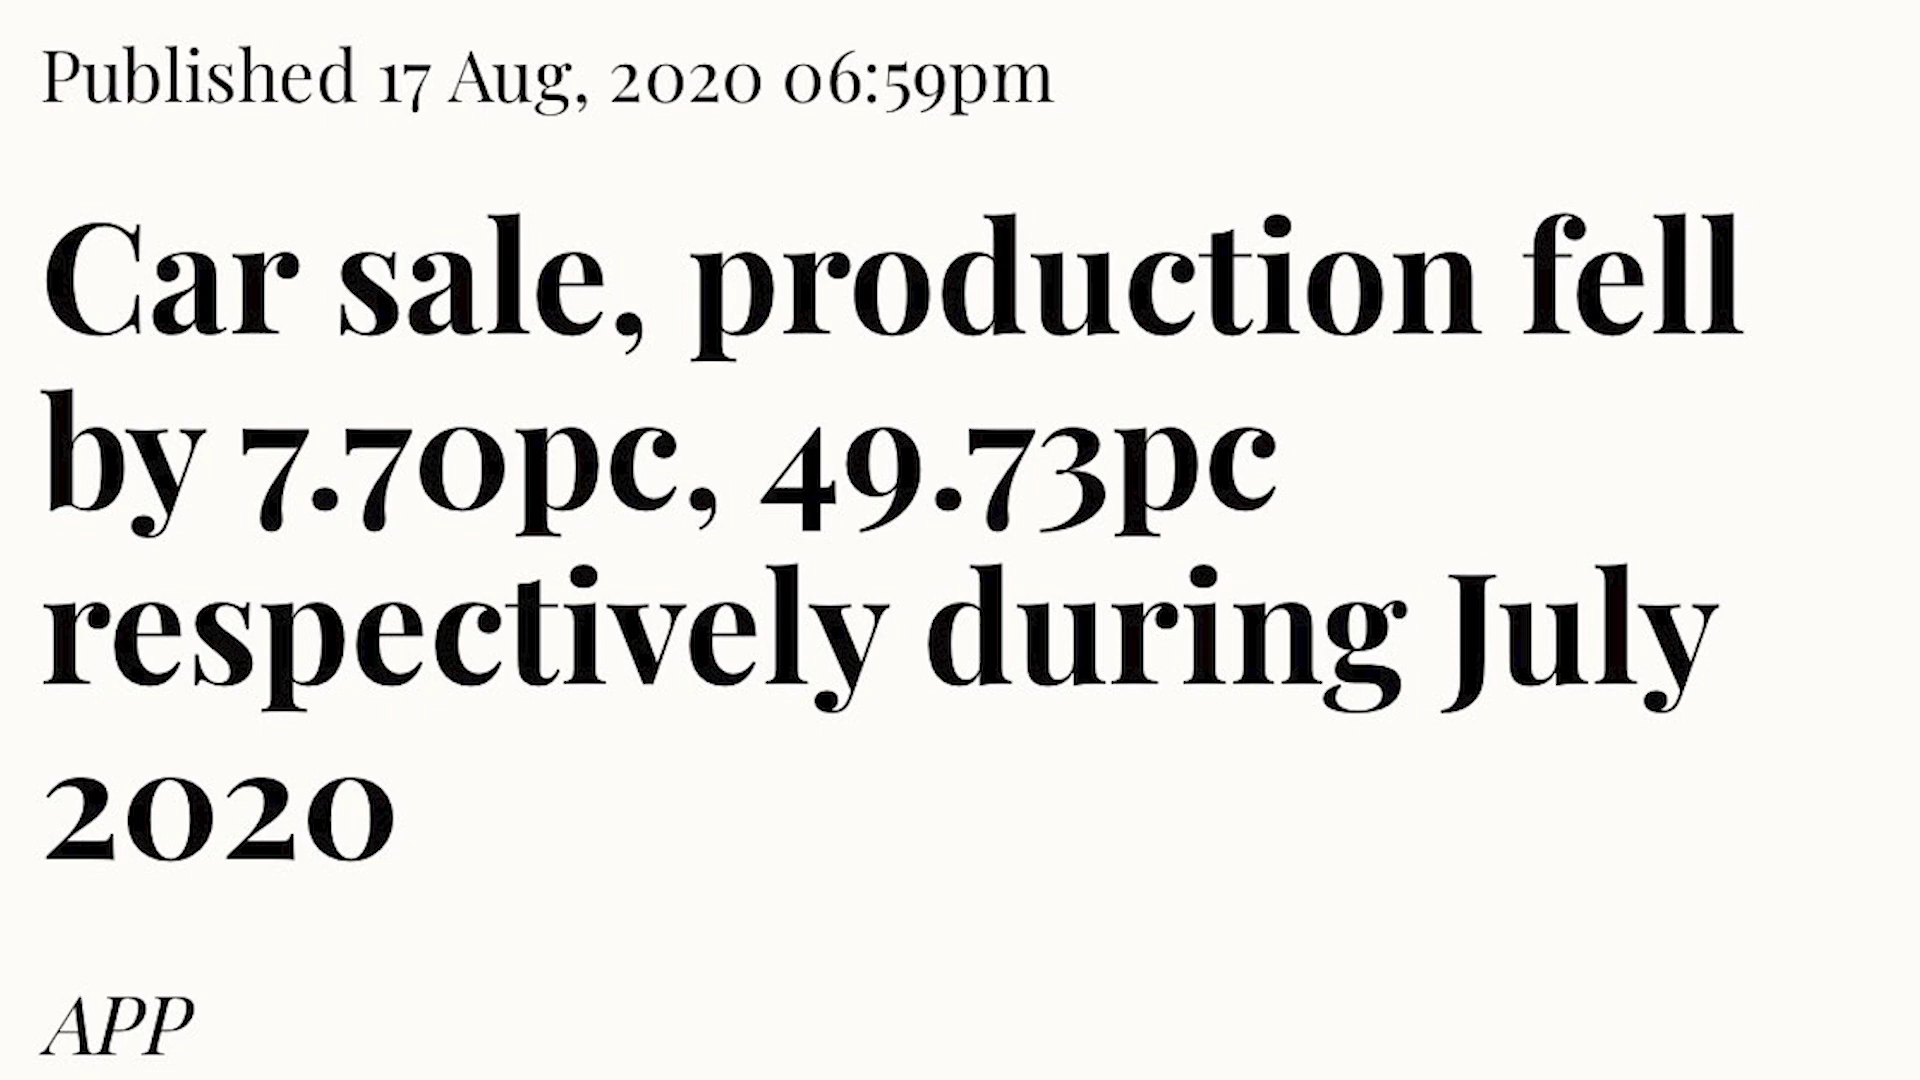 Published 17 Aug, 2020 06:59pm
Car sale, production fell
by 7.70pc, 49.73pc
respectively during July
2020
APP